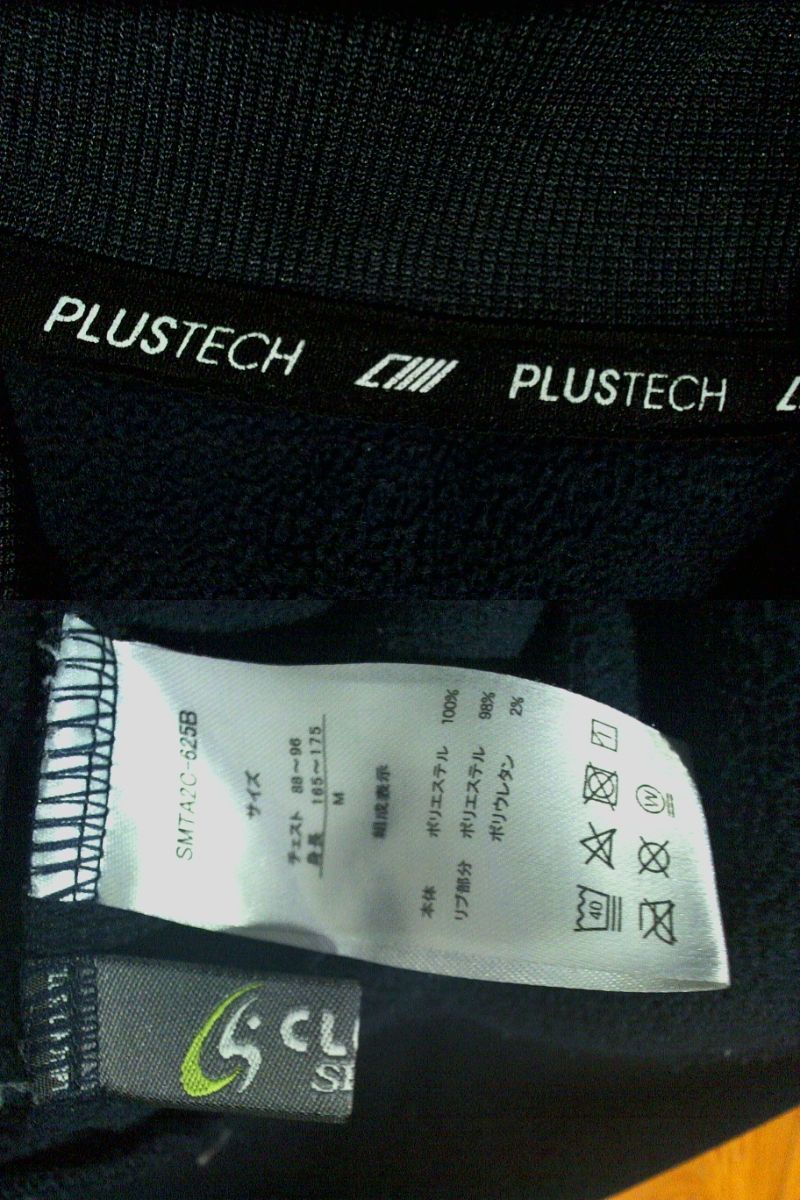 PLUSTECH PLUSTECH
SMTA2C-625B
サイズ
チェスト 88~96
身長 165~175
M
組成表示
本体 ポリエステル 100%
リブ部分 ポリエステル 98%
ポリウレタン 2%
40
W
1